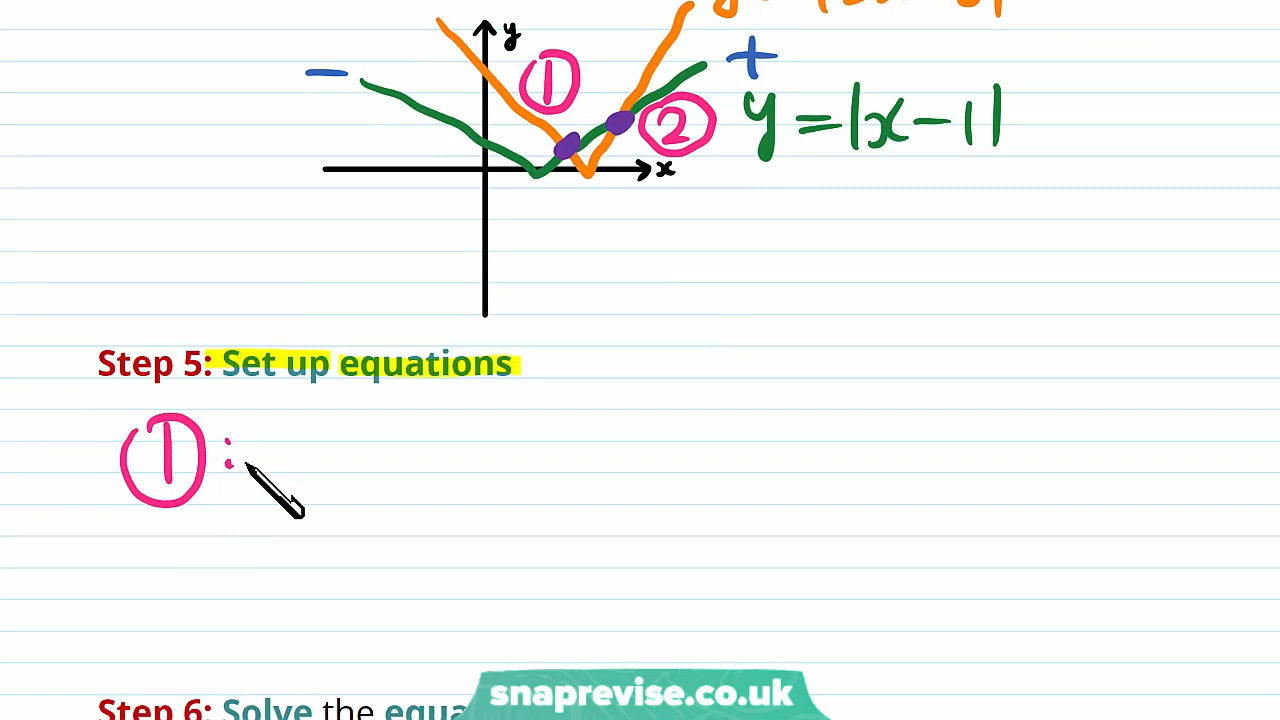 y
①
+
−
②
y = |x − 1|
x
Step 5: Set up equations
① :
snaprevise.co.uk
Step 6: Solve the equa